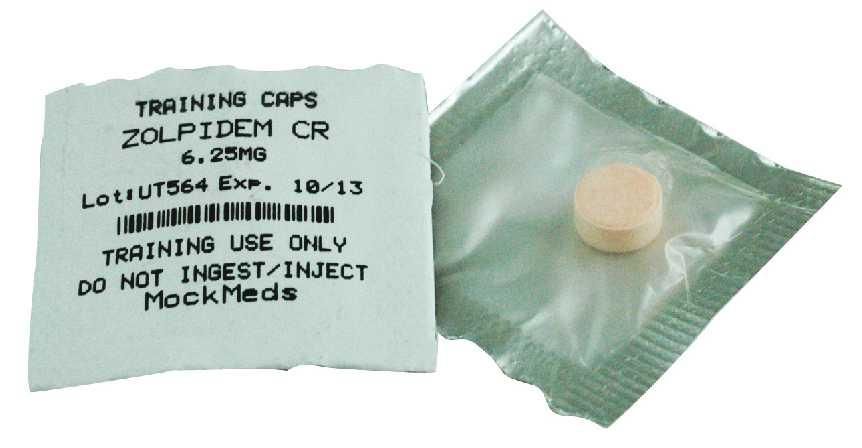 TRAINING CAPS
ZOLPIDEM CR
6.25MG
Lot:UT564 Exp. 10/13
TRAINING USE ONLY
DO NOT INGEST/INJECT
MockMeds